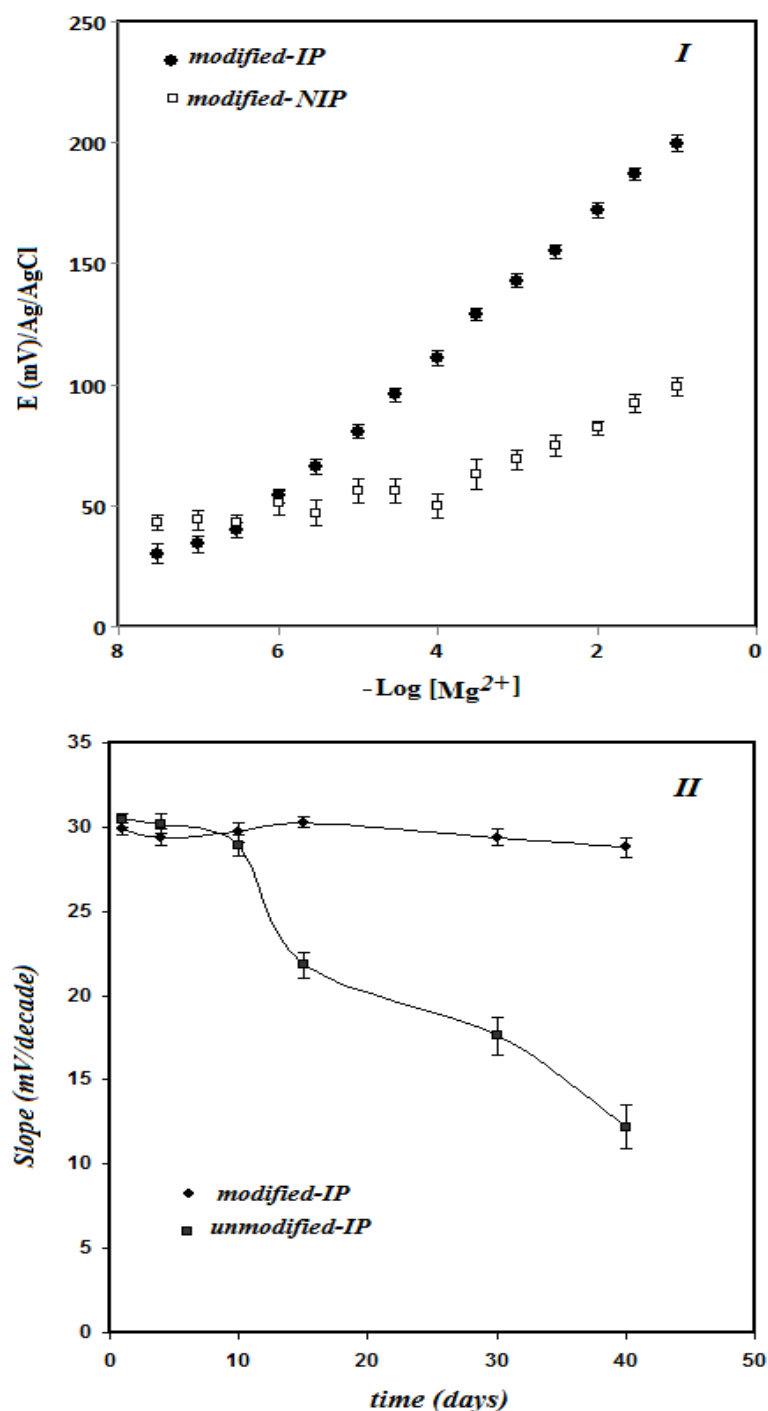 250
200
150
100
50
0
E (mV)/Ag/AgCl
modified-IP
modified-NIP
I
8 6 4 2 0
-Log [Mg²⁺]
35
30
25
20
15
10
5
0
Slope (mV/decade)
II
modified-IP
unmodified-IP
0 10 20 30 40 50
time (days)